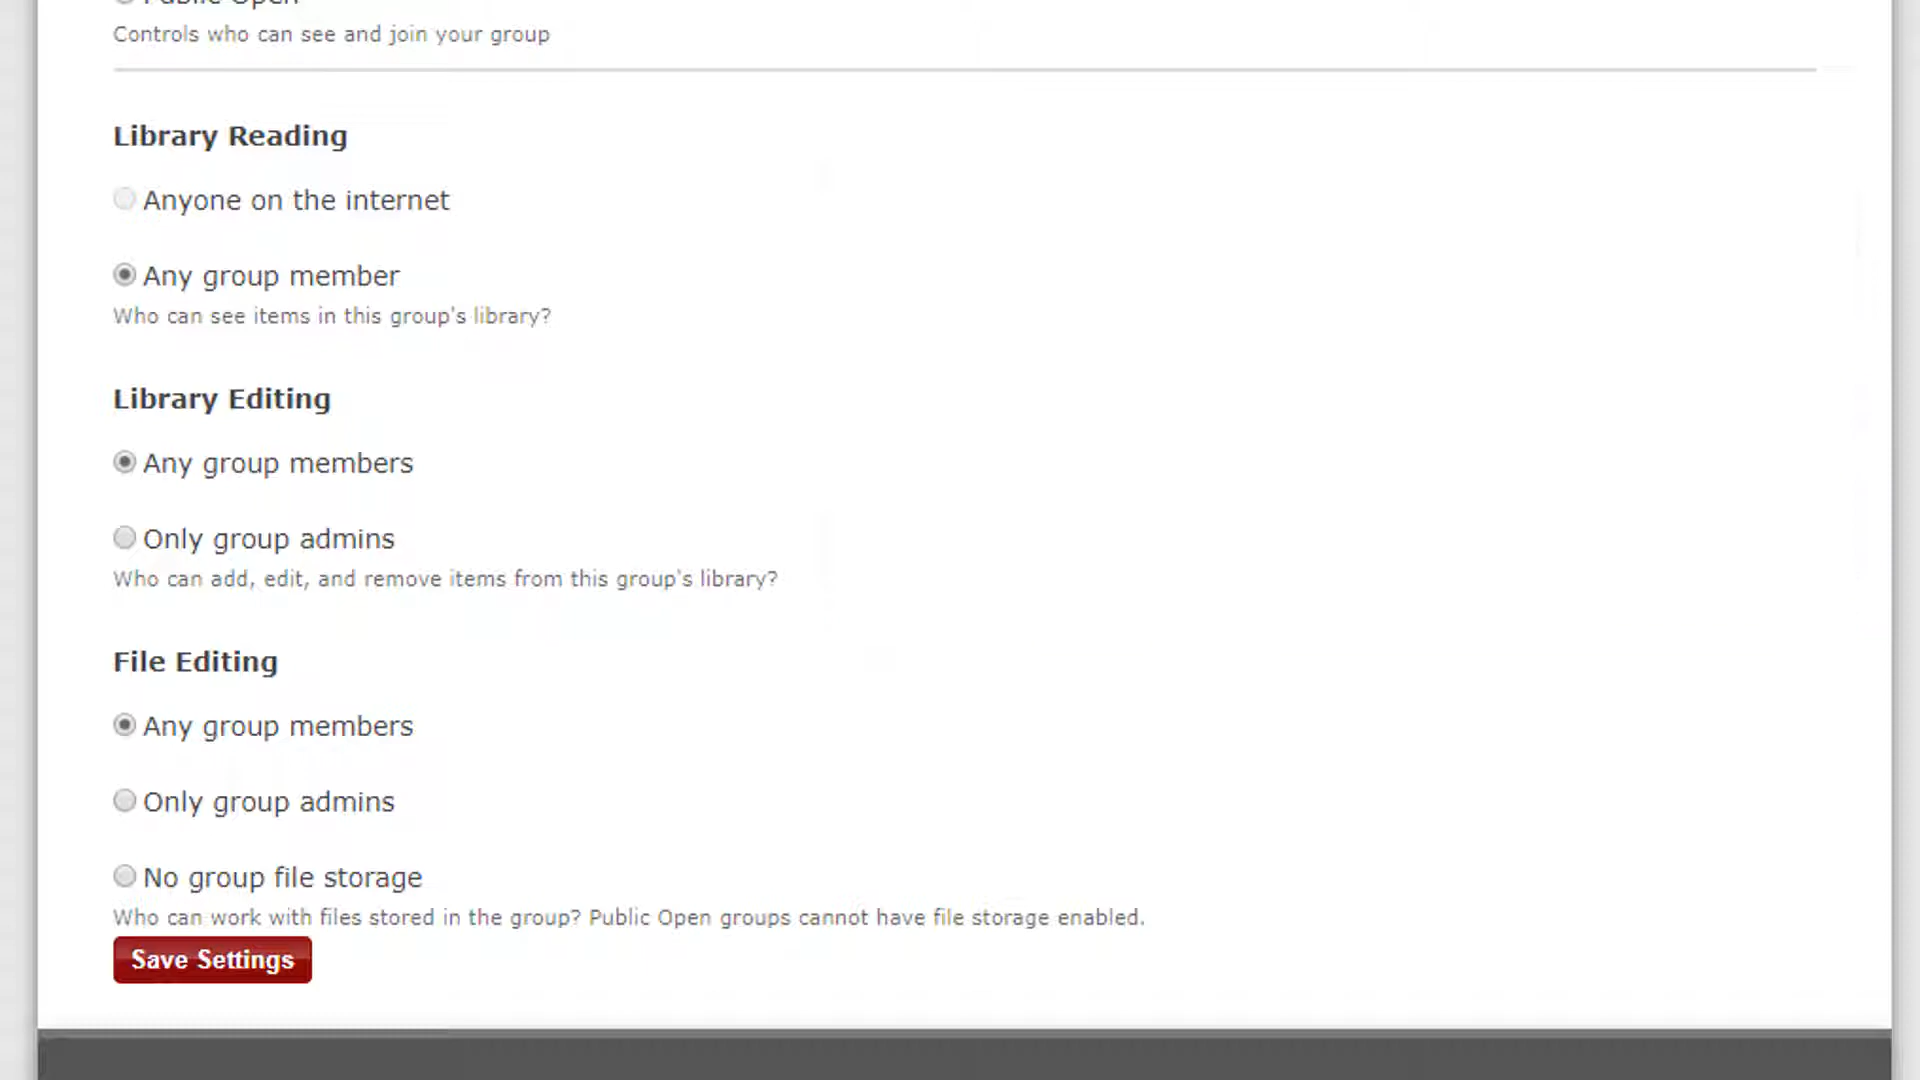 Public Open
Controls who can see and join your group
Library Reading
Anyone on the internet
Any group member
Who can see items in this group's library?
Library Editing
Any group members
Only group admins
Who can add, edit, and remove items from this group's library?
File Editing
Any group members
Only group admins
No group file storage
Who can work with files stored in the group? Public Open groups cannot have file storage enabled.
Save Settings